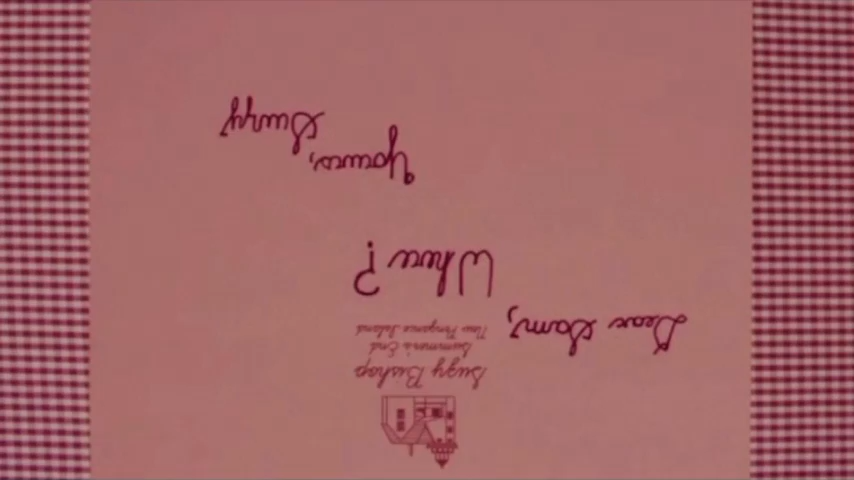 Suzy Bishop
Summer's End
New Penzance Island
Dear Sam,
When?
Yours,
Suzy